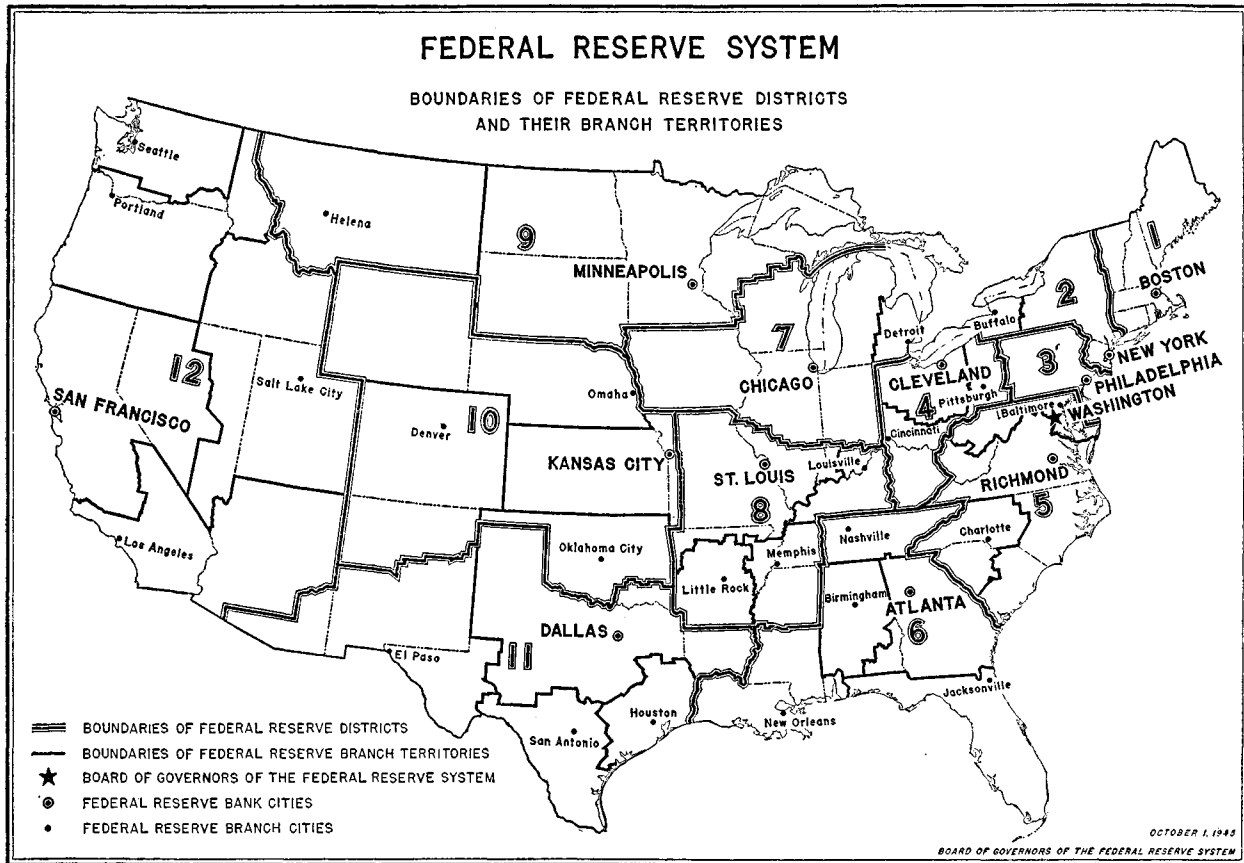 FEDERAL RESERVE SYSTEM
BOUNDARIES OF FEDERAL RESERVE DISTRICTS
AND THEIR BRANCH TERRITORIES
Seattle
Portland
Helena
9
MINNEAPOLIS
1
BOSTON
2
Buffalo
Detroit
7
3
NEW YORK
12
Salt Lake City
Omaha
CHICAGO
CLEVELAND
4
Pittsburgh
PHILADELPHIA
Baltimore
WASHINGTON
SAN FRANCISCO
Denver
10
Cincinnati
KANSAS CITY
ST. LOUIS
8
Louisville
RICHMOND
5
Los Angeles
Oklahoma City
Memphis
Nashville
Charlotte
Little Rock
Birmingham
ATLANTA
6
DALLAS
11
El Paso
Jacksonville
Houston
New Orleans
San Antonio
BOUNDARIES OF FEDERAL RESERVE DISTRICTS
BOUNDARIES OF FEDERAL RESERVE BRANCH TERRITORIES
BOARD OF GOVERNORS OF THE FEDERAL RESERVE SYSTEM
FEDERAL RESERVE BANK CITIES
FEDERAL RESERVE BRANCH CITIES
OCTOBER 1, 1945
BOARD OF GOVERNORS OF THE FEDERAL RESERVE SYSTEM